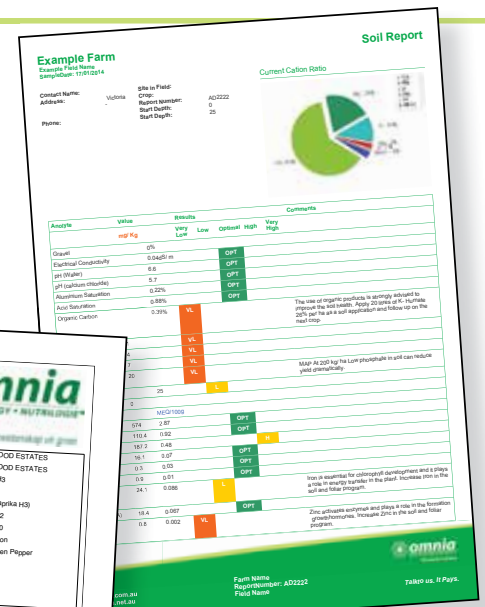 Soil Report
Example Farm
Example Field Name
SampleDate: 17/01/2014
Current Cation Ratio
Contact Name:
Address: Victoria
-
Phone:
Site in Field:
Crop:
Report Number: AD2222
Start Depth: 0
Start Depth: 25
Analyte Value Results Comments
mg/ Kg Very Low Low Optimal High Very High
Gravel 0%
Electrical Conductivity 0.04dS/ m OPT
pH (Water) 6.6 OPT
pH (calcium chloride) 5.7 OPT
Aluminium Saturation 0.22% OPT
Acid Saturation 0.88% OPT
Organic Carbon 0.39% VL
The use of organic products is strongly advised to
improve the soil health. Apply 20 litres of K- Humate
26% per ha as a soil application and follow up on the
next crop.
4 VL
7 VL
20 VL
MAP At 200 kg/ ha Low phosphate in soil can reduce
yield dramatically.
25 L
0
MEQ/100g
574 2.87 OPT
110.4 0.92 OPT
187.2 0.48 H
16.1 0.07 OPT
0.3 0.03 OPT
0.9 0.01 OPT
24.1 0.086 L
Iron is essential for chlorophyll development and a plays
a role in energy transfer in the plant. Increase iron in the
soil and foliar program.
18.4 0.067 OPT
0.8 0.002 VL
Zinc activates enzymes and plays a role in the formation
growth hormones. Increase Zinc in the soil and foliar
program.
mnia
GY • NUTRILOGIE
OOD ESTATES
OOD ESTATES
prika H3)
en Pepper
com.au
.net.au
Farm Name
ReportNumber: AD2222
Field Name
omnia
Talk to us, It Pays.